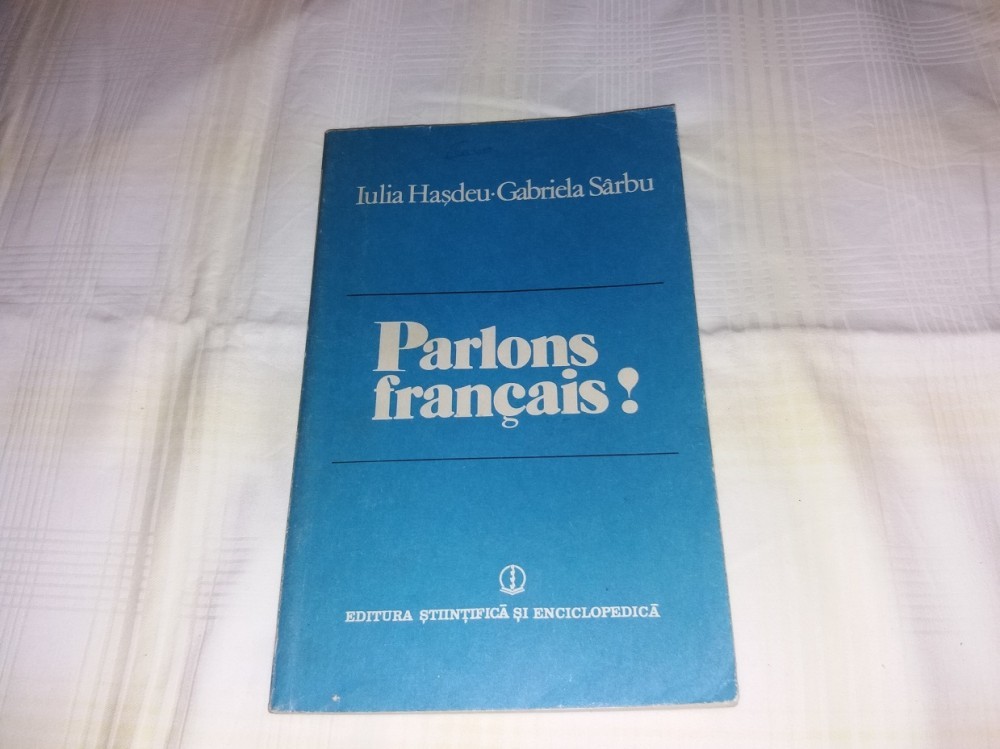 Iulia Hașdeu·Gabriela Sârbu
Parlons
français!
EDITURA ȘTIINȚIFICĂ ȘI ENCICLOPEDICĂ